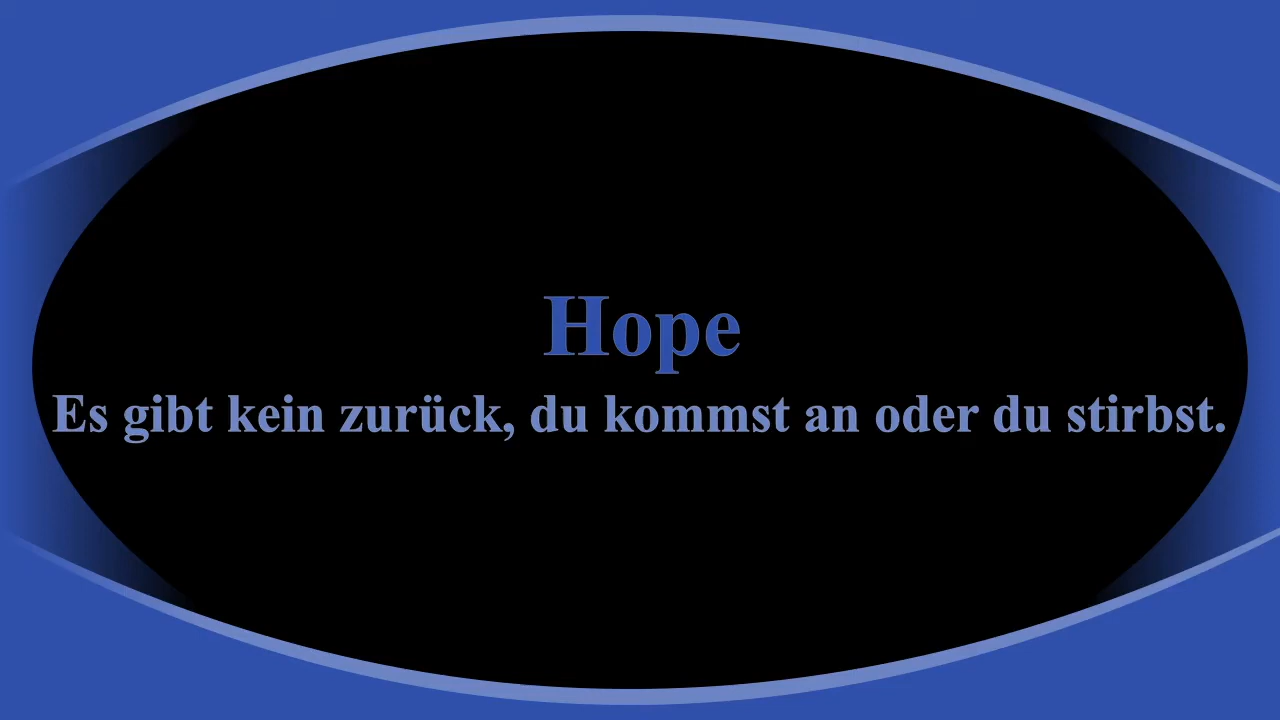 Hope
Es gibt kein zurück, du kommst an oder du stirbst.